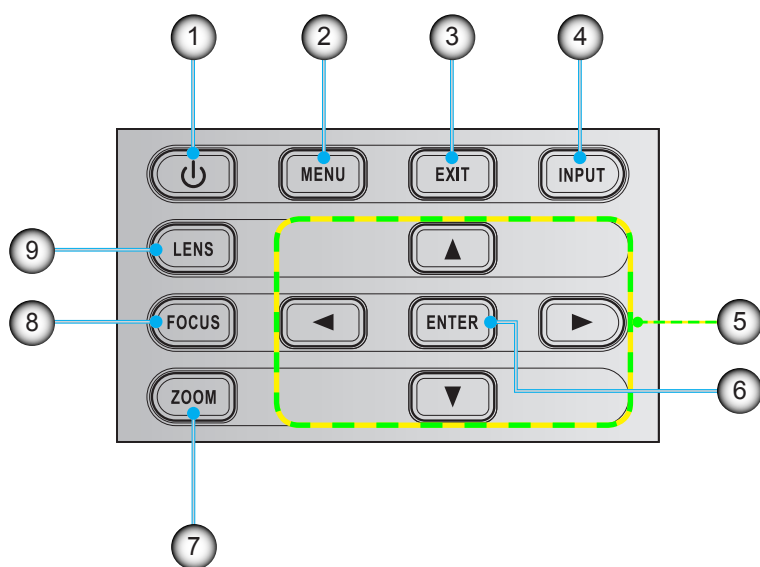 1 2 3 4
MENU EXIT INPUT
9 LENS
8 FOCUS ENTER 5
ZOOM 6
7